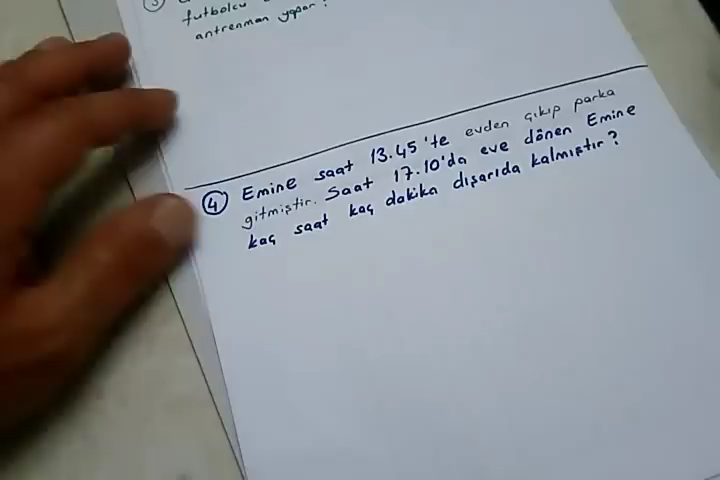 3
futbolcu
antrenman yapar?
4 Emine saat 13.45'te evden çıkıp parka
gitmiştir. Saat 17.10'da eve dönen Emine
kaç saat kaç dakika dışarıda kalmıştır?